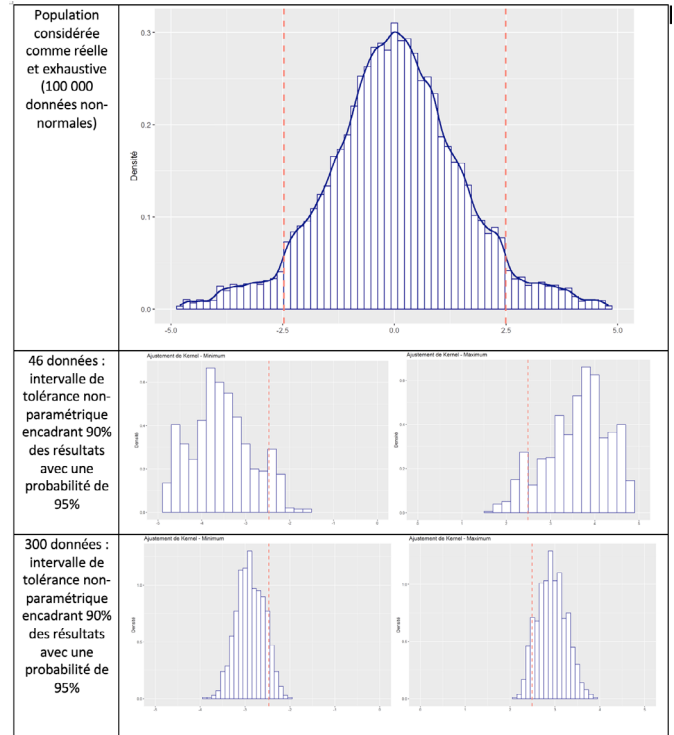 Population
considérée
comme réelle
et exhaustive
(100 000
données non-
normales)
Densité
0.3
0.2
0.1
0.0
-5.0
-2.5
0.0
2.5
5.0
46 données :
intervalle de
tolérance non-
paramétrique
encadrant 90%
des résultats
avec une
probabilité de
95%
Ajustement de Kernel - Minimum
Densité
Ajustement de Kernel - Maximum
Densité
300 données :
intervalle de
tolérance non-
paramétrique
encadrant 90%
des résultats
avec une
probabilité de
95%
Ajustement de Kernel - Minimum
Densité
Ajustement de Kernel - Maximum
Densité